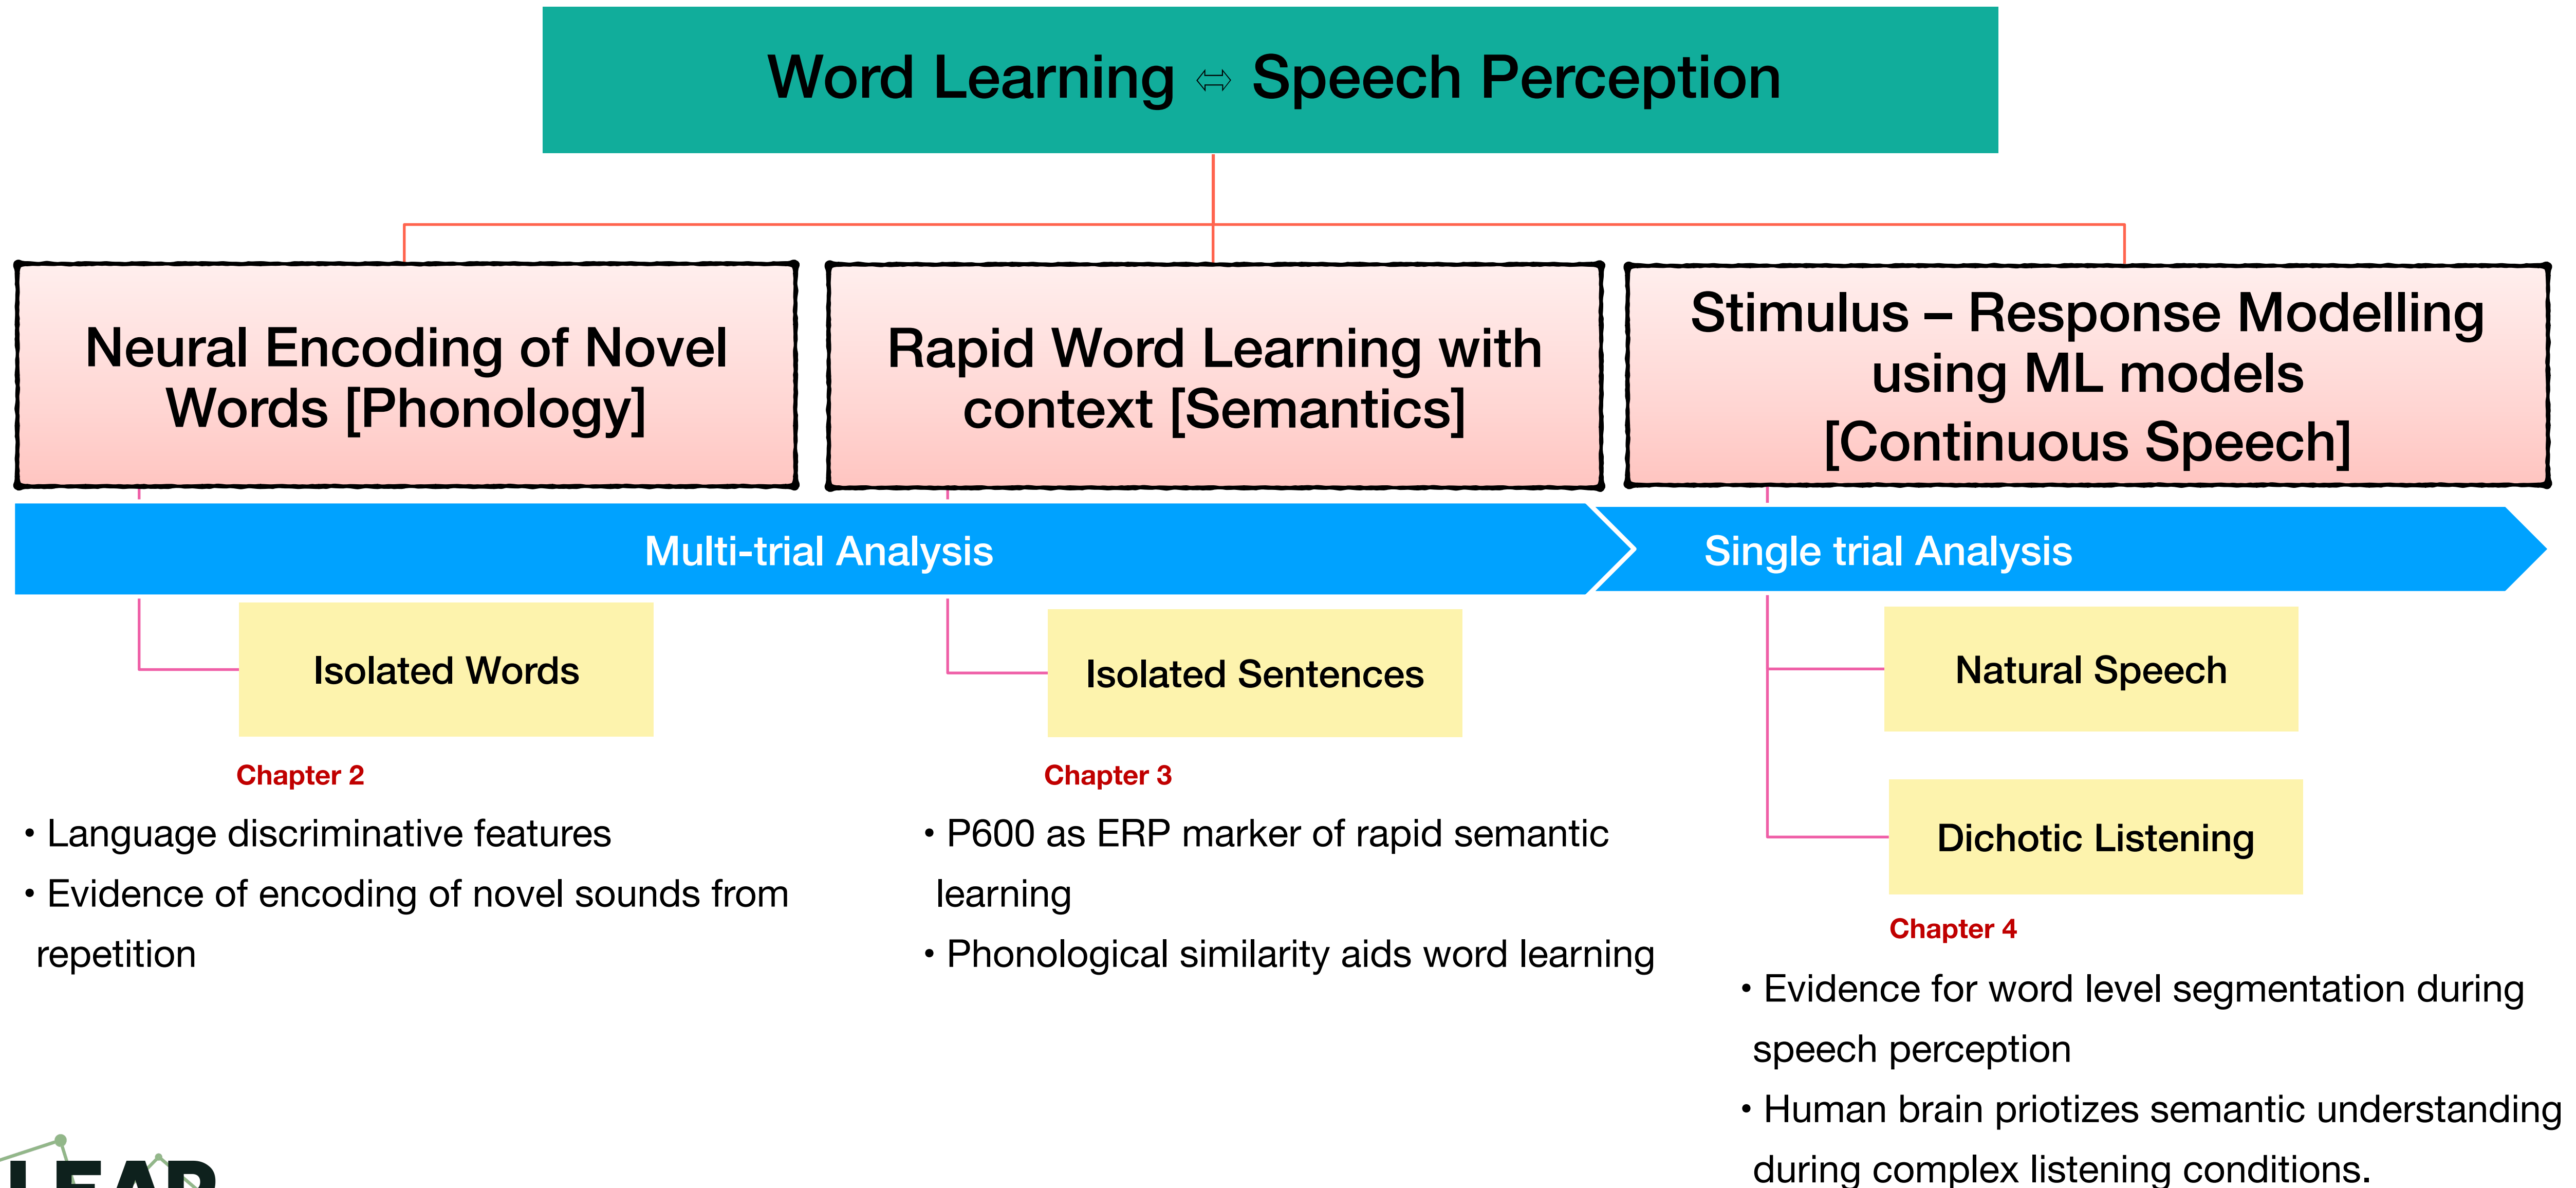 Word Learning ⬄ Speech Perception
Neural Encoding of Novel
Words [Phonology]
Rapid Word Learning with
context [Semantics]
Stimulus – Response Modelling
using ML models
[Continuous Speech]
Multi-trial Analysis
Single trial Analysis
Isolated Words
Chapter 2
• Language discriminative features
• Evidence of encoding of novel sounds from
repetition
Isolated Sentences
Chapter 3
• P600 as ERP marker of rapid semantic
learning
• Phonological similarity aids word learning
Natural Speech
Dichotic Listening
Chapter 4
• Evidence for word level segmentation during
speech perception
• Human brain priotizes semantic understanding
during complex listening conditions.
LEAP